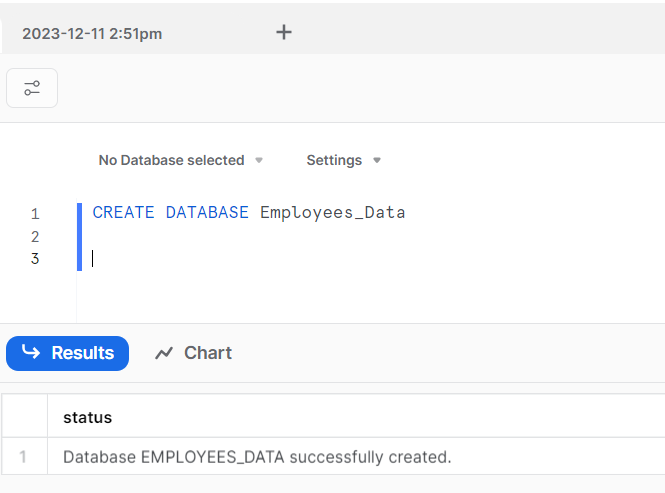 2023-12-11 2:51pm +
No Database selected Settings
1 CREATE DATABASE Employees_Data
2
3
Results Chart
status
1 Database EMPLOYEES_DATA successfully created.